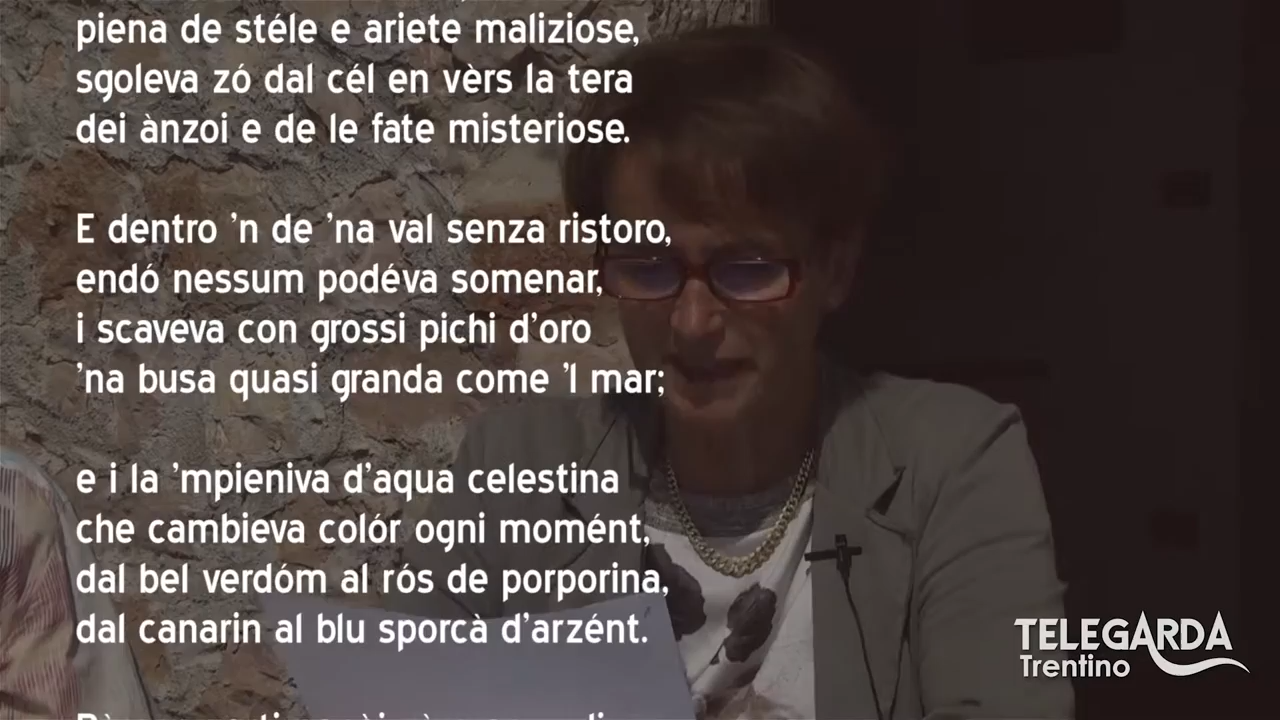 piena de stéle e ariete maliziose,
sgoleva zó dal cél en vèrs la tera
dei ànzoi e de le fate misteriose.
E dentro 'n de 'na val senza ristoro,
endó nessum podéva somenar,
i scaveva con grossi pichi d'oro
'na busa quasi granda come 'l mar;
e i la 'mpieniva d'aqua celestina
che cambieva colór ogni momént,
dal bel verdóm al rós de porporina,
dal canarin al blu sporcà d'arzént.
TELEGARDA
Trentino